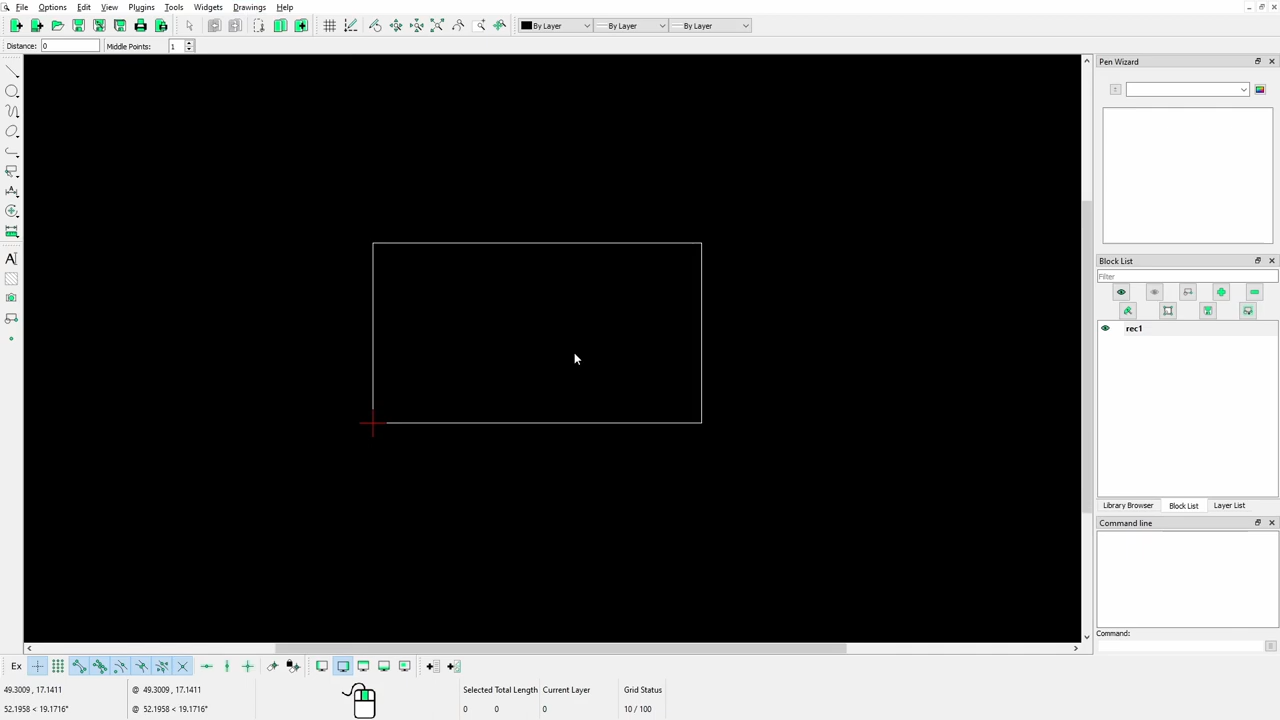 File Options Edit View Plugins Tools Widgets Drawings Help
By Layer By Layer By Layer
Distance: 0 Middle Points: 1
Pen Wizard
Block List
Filter
rec1
Library Browser Block List Layer List
Command line
Command:
Ex
49.3009 , 17.1411 @ 49.3009 , 17.1411 Selected Total Length Current Layer Grid Status
52.1958 < 19.1716° @ 52.1958 < 19.1716° 0 0 0 10 / 100